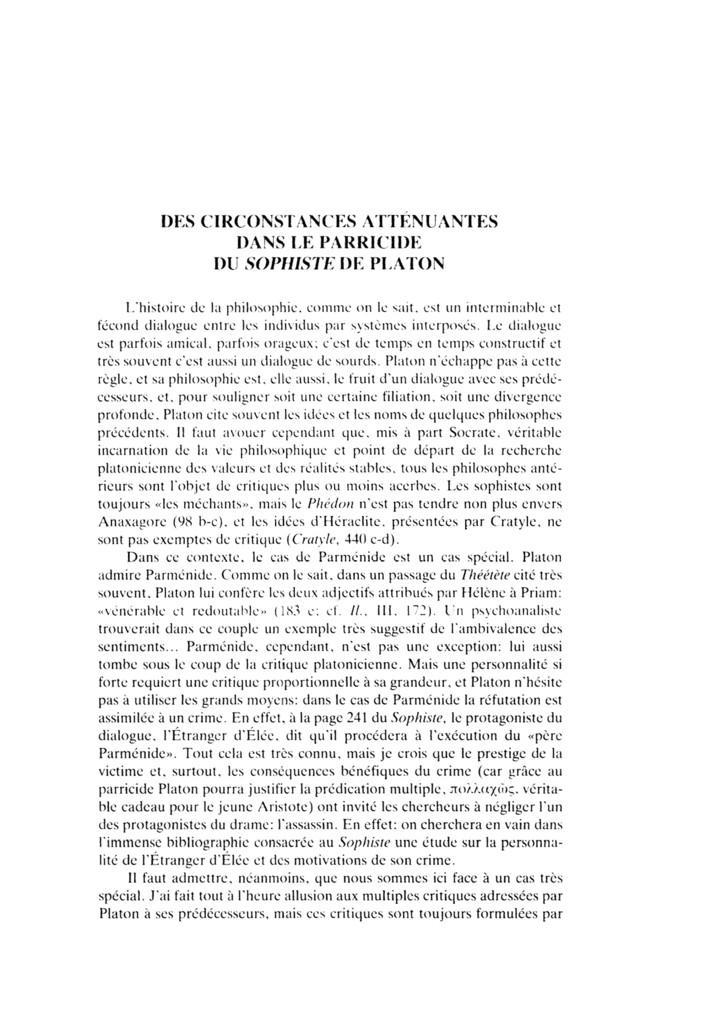 DES CIRCONSTANCES ATTÉNUANTES
DANS LE PARRICIDE
DU SOPHISTE DE PLATON
L'histoire de la philosophie, comme on le sait, est un interminable et
fécond dialogue entre les individus par systèmes interposés. Le dialogue
est parfois amical, parfois orageux; c'est de temps en temps constructif et
très souvent c'est aussi un dialogue de sourds. Platon n'échappe pas à cette
règle, et sa philosophie est, elle aussi, le fruit d'un dialogue avec ses prédé-
cesseurs, et, pour souligner soit une certaine filiation, soit une divergence
profonde, Platon cite souvent les idées et les noms de quelques philosophes
précédents. Il faut avouer cependant que, mis à part Socrate, véritable
incarnation de la vie philosophique et point de départ de la recherche
platonicienne des valeurs et des réalités stables, tous les philosophes anté-
rieurs sont l'objet de critiques plus ou moins acerbes. Les sophistes sont
toujours «les méchants», mais le Phédon n'est pas tendre non plus envers
Anaxagore (98 b-c), et les idées d'Héraclite, présentées par Cratyle, ne
sont pas exemptes de critique (Cratyle, 440 c-d).
Dans ce contexte, le cas de Parménide est un cas spécial. Platon
admire Parménide. Comme on le sait, dans un passage du Théétète cité très
souvent, Platon lui confère les deux adjectifs attribués par Hélène à Priam:
«vénérable et redoutable» (183 e; cf. Il., III, 172). Un psychoanaliste
trouverait dans ce couple un exemple très suggestif de l'ambivalence des
sentiments... Parménide, cependant, n'est pas une exception: lui aussi
tombe sous le coup de la critique platonicienne. Mais une personnalité si
forte requiert une critique proportionnelle à sa grandeur, et Platon n'hésite
pas à utiliser les grands moyens: dans le cas de Parménide la réfutation est
assimilée à un crime. En effet, à la page 241 du Sophiste, le protagoniste du
dialogue, l'Étranger d'Élée, dit qu'il procédera à l'exécution du «père
Parménide». Tout cela est très connu, mais je crois que le prestige de la
victime et, surtout, les conséquences bénéfiques du crime (car grâce au
parricide Platon pourra justifier la prédication multiple, πολλαχῶς, vérita-
ble cadeau pour le jeune Aristote) ont invité les chercheurs à négliger l'un
des protagonistes du drame: l'assassin. En effet: on cherchera en vain dans
l'immense bibliographie consacrée au Sophiste une étude sur la personna-
lité de l'Étranger d'Élée et des motivations de son crime.
Il faut admettre, néanmoins, que nous sommes ici face à un cas très
spécial. J'ai fait tout à l'heure allusion aux multiples critiques adressées par
Platon à ses prédécesseurs, mais ces critiques sont toujours formulées par